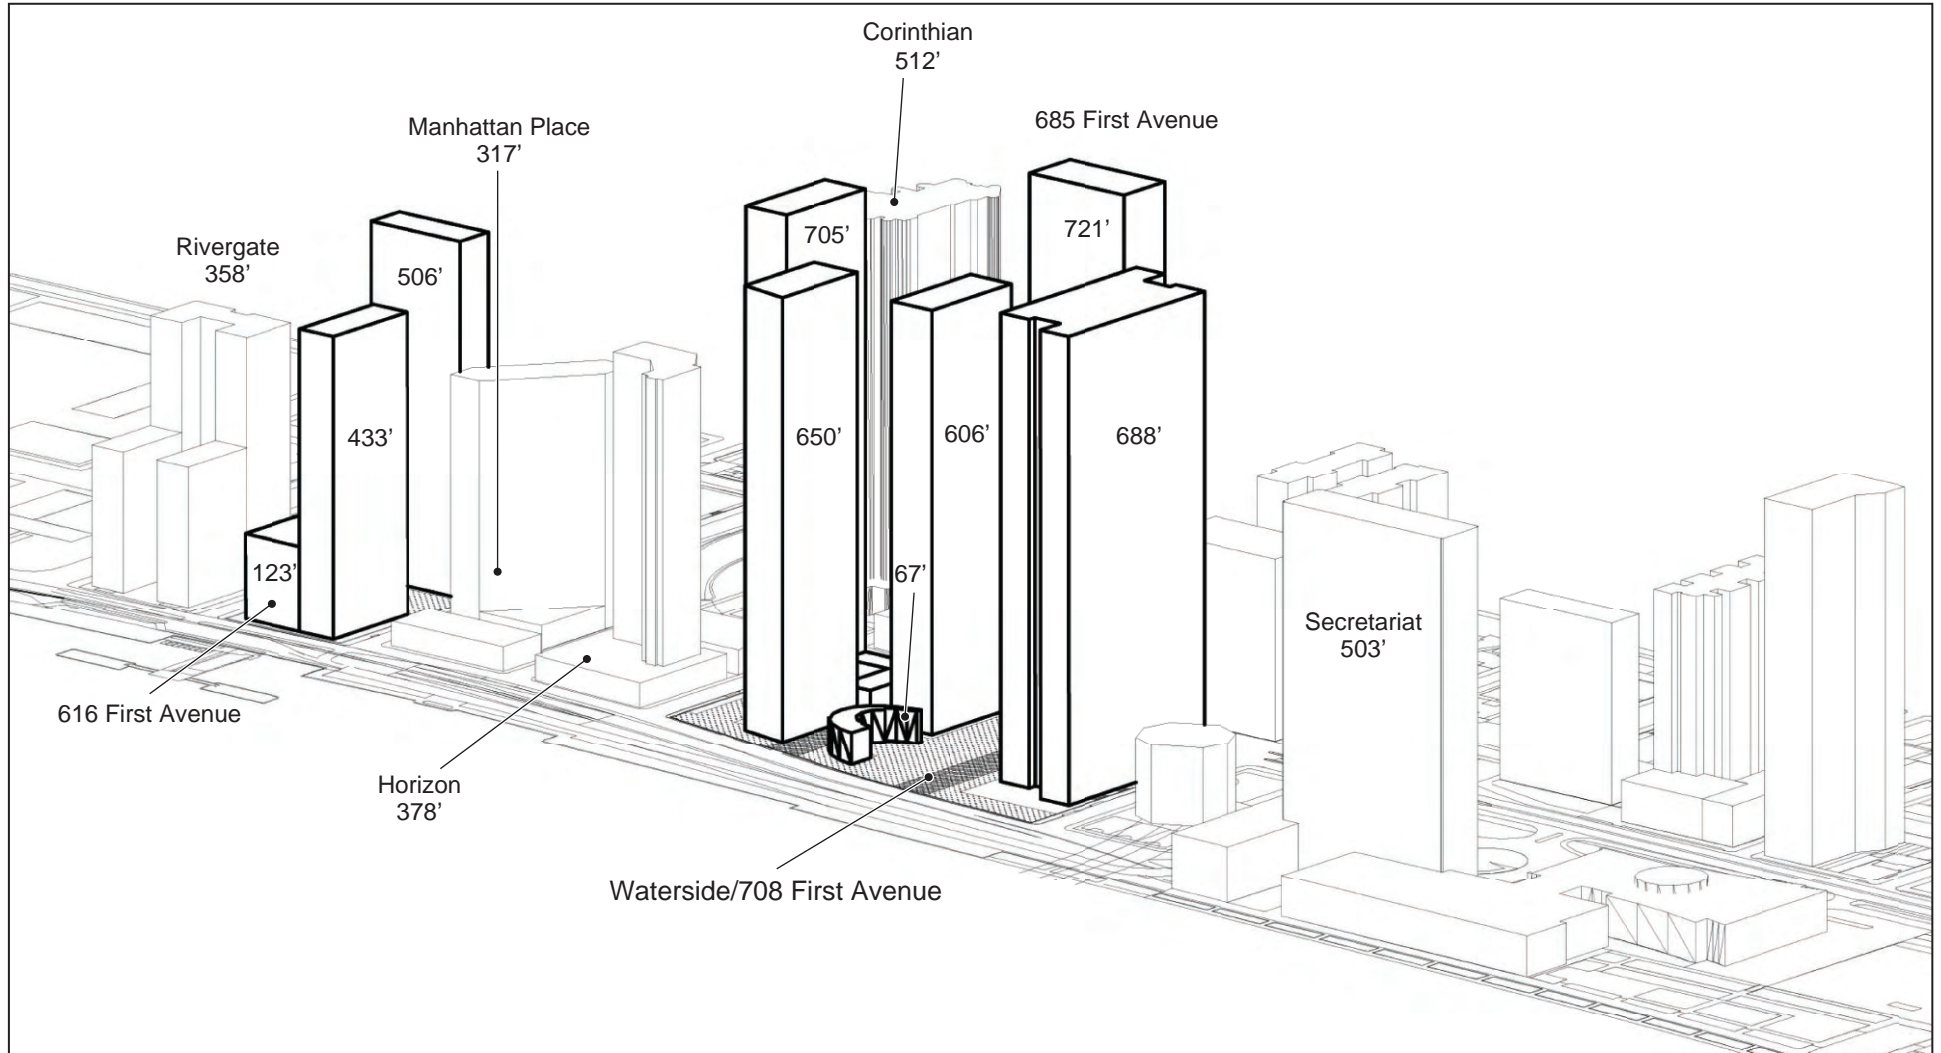 Corinthian
512’
Manhattan Place
317’
685 First Avenue
Rivergate
358’
506’
705’
721’
433’
650’
606’
688’
123’
67’
Secretariat
503’
616 First Avenue
Horizon
378’
Waterside/708 First Avenue